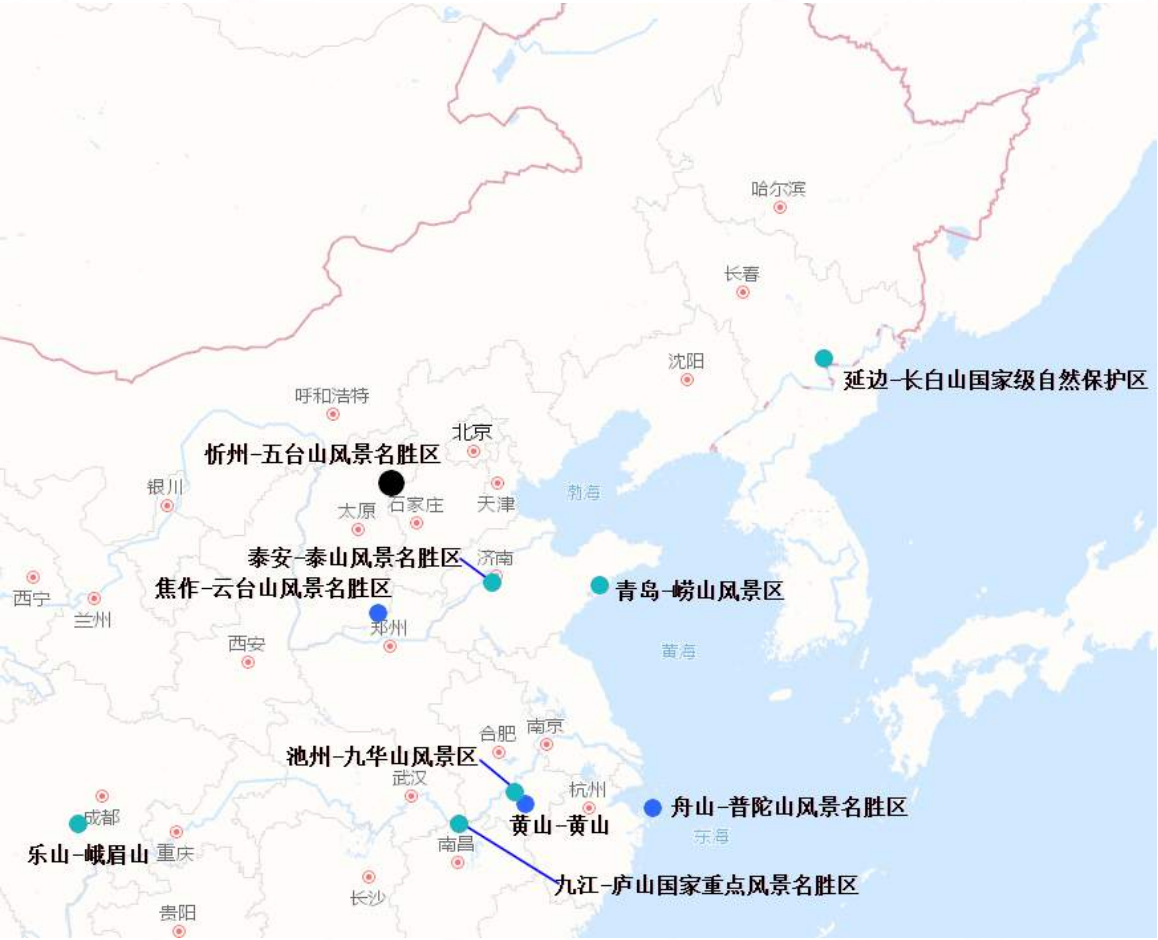 哈尔滨
长春
沈阳
延边-长白山国家级自然保护区
呼和浩特
北京
忻州-五台山风景名胜区
银川
渤海
天津
石家庄
太原
泰安-泰山风景名胜区
济南
西宁
焦作-云台山风景名胜区
青岛-崂山风景区
兰州
郑州
西安
黄海
南京
合肥
池州-九华山风景区
武汉
杭州
舟山-普陀山风景名胜区
成都
黄山-黄山
东海
南昌
乐山-峨眉山
重庆
九江-庐山国家重点风景名胜区
长沙
贵阳